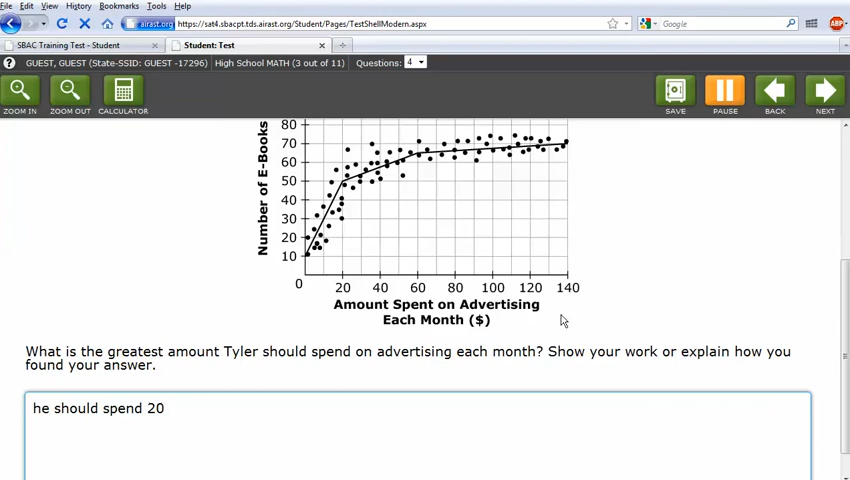 File Edit View History Bookmarks Tools Help
airast.org https://sat4.sbacpt.tds.airast.org/Student/Pages/TestShellModern.aspx Google ABP
SBAC Training Test - Student Student: Test
GUEST, GUEST (State-SSID: GUEST -17296) High School MATH (3 out of 11) Questions: 4
ZOOM IN ZOOM OUT CALCULATOR SAVE PAUSE BACK NEXT
80
70
60
50
40
30
20
10
Number of E-Books
0 20 40 60 80 100 120 140
Amount Spent on Advertising
Each Month ($)
What is the greatest amount Tyler should spend on advertising each month? Show your work or explain how you
found your answer.
he should spend 20